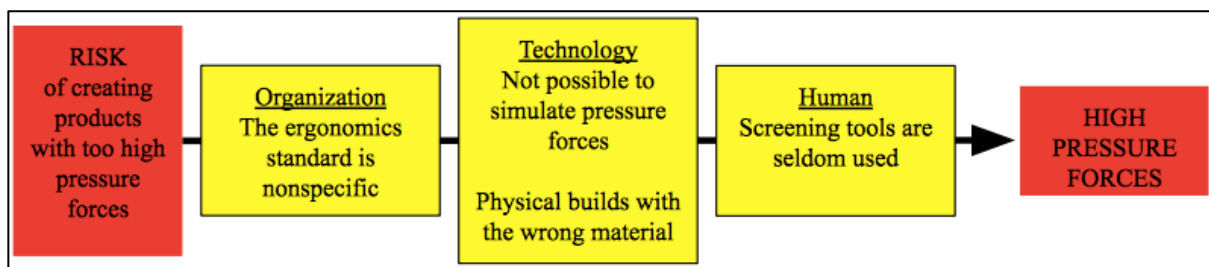 RISK
of creating
products
with too high
pressure
forces
Organization
The ergonomics
standard is
nonspecific
Technology
Not possible to
simulate pressure
forces
Physical builds with
the wrong material
Human
Screening tools are
seldom used
HIGH
PRESSURE
FORCES